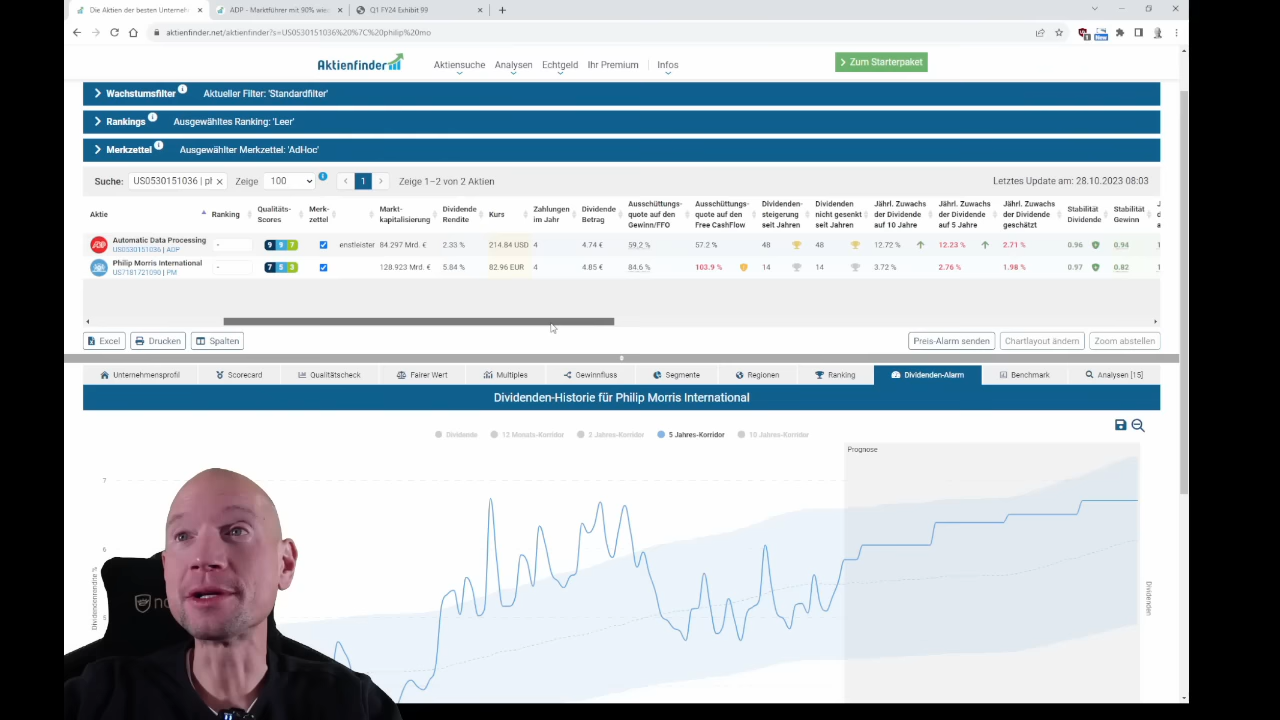 Die Aktien der besten Unterneh
ADP - Marktführer mit 90% wie
Q1 FY24 Exhibit 99
aktienfinder.net/aktienfinder?s=US0530151036%20%7C%20philip%20mo
New
Aktienfinder
Aktiensuche Analysen Echtgeld Ihr Premium Infos
Zum Starterpaket
Wachstumsfilter Aktueller Filter: 'Standardfilter'
Rankings Ausgewähltes Ranking: 'Leer'
Merkzettel Ausgewählter Merkzettel: 'AdHoc'
Suche: US0530151036 | ph Zeige 100 1 Zeige 1–2 von 2 Aktien Letztes Update am: 28.10.2023 08:03
Aktie
Ranking
Qualitäts-
Scores
Merk-
zettel
Markt-
kapitalisierung
Dividende
Rendite
Kurs
Zahlungen
im Jahr
Dividende
Betrag
Ausschüttungs-
quote auf den
Gewinn/FFO
Ausschüttungs-
quote auf den
Free CashFlow
Dividenden-
steigerung
seit Jahren
Dividenden
nicht gesenkt
seit Jahren
Jährl. Zuwachs
der Dividende
auf 10 Jahre
Jährl. Zuwachs
der Dividende
auf 5 Jahre
Jährl. Zuwachs
der Dividende
geschätzt
Stabilität
Dividende
Stabilität
Gewinn
ADP Automatic Data Processing
US0530151036 | ADP
- 9 9 7 enstleister 84.297 Mrd. € 2.33 % 214.84 USD 4 4.74 € 59,2 % 57.2 % 48 48 12.72 % 12.23 % 2.71 % 0.96 0.94
Philip Morris International
US7181721090 | PM
- 7 5 3 128.923 Mrd. € 5.84 % 82.96 EUR 4 4.85 € 84.6 % 103.9 % 14 14 3.72 % 2.76 % 1.98 % 0.97 0.82
Excel Drucken Spalten Preis-Alarm senden Chartlayout ändern Zoom abstellen
Unternehmensprofil Scorecard Qualitätscheck Fairer Wert Multiples Gewinnfluss Segmente Regionen Ranking Dividenden-Alarm Benchmark Analysen [15]
Dividenden-Historie für Philip Morris International
Dividende 12 Monats-Korridor 2 Jahres-Korridor 5 Jahres-Korridor 10 Jahres-Korridor
Prognose
7
6
Dividendenrendite %
Dividenden